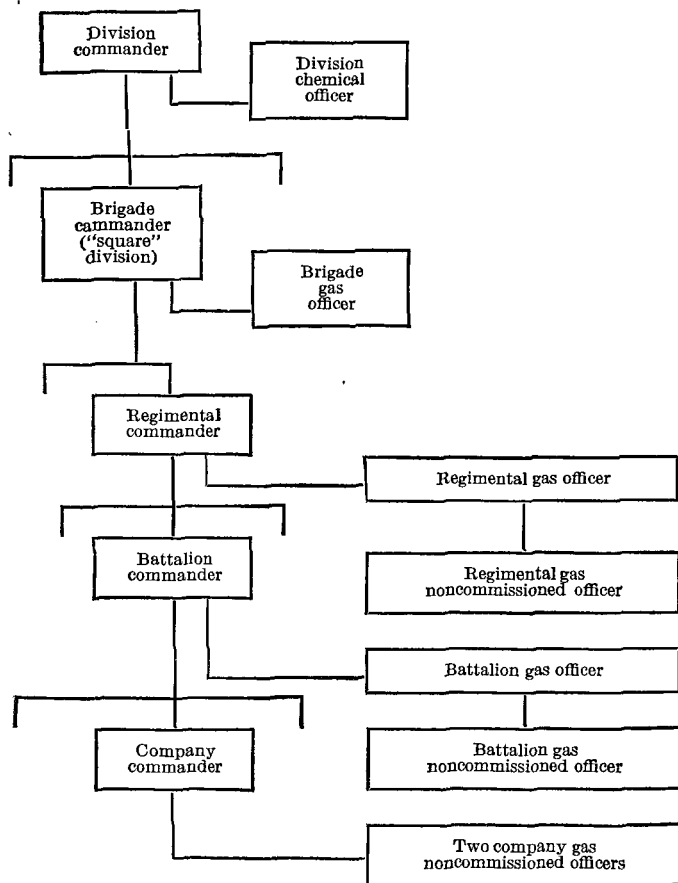 Division
commander
Division
chemical
officer
Brigade
cammander
("square"
division)
Brigade
gas
officer
Regimental
commander
Regimental gas officer
Regimental gas
noncommissioned officer
Battalion
commander
Battalion gas officer
Battalion gas
noncommissioned officer
Company
commander
Two company gas
noncommissioned officers